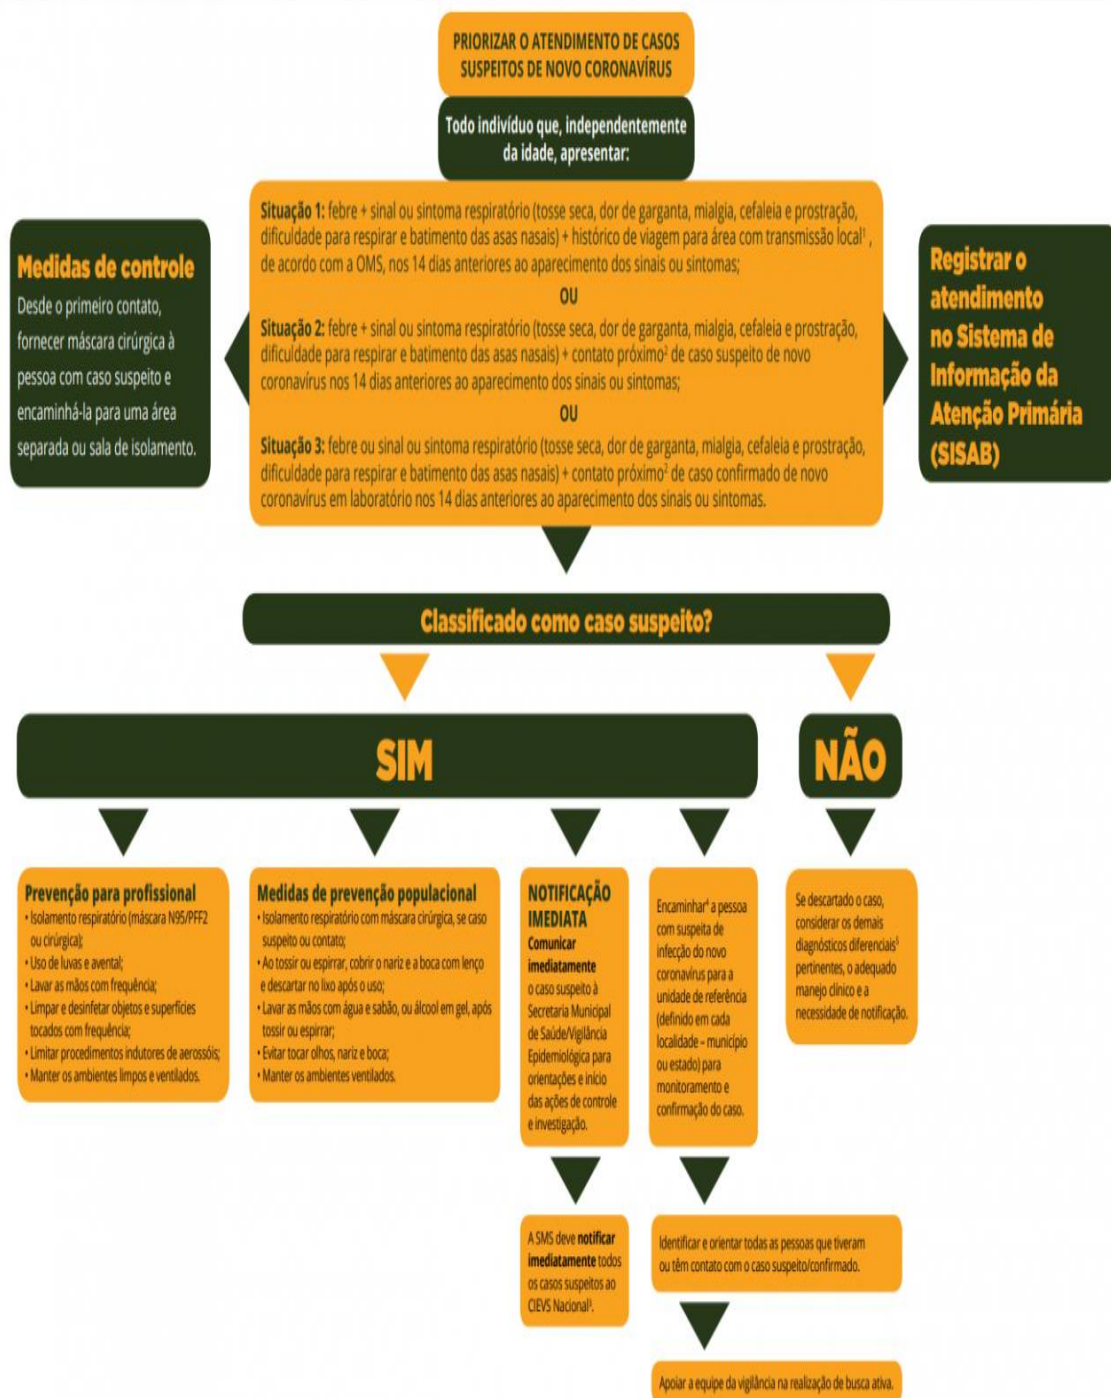 PRIORIZAR O ATENDIMENTO DE CASOS
SUSPEITOS DE NOVO CORONAVÍRUS
Todo indivíduo que, independentemente
da idade, apresentar:
Situação 1: febre + sinal ou sintoma respiratório (tosse seca, dor de garganta, mialgia, cefaleia e prostração,
dificuldade para respirar e batimento das asas nasais) + histórico de viagem para área com transmissão local¹ ,
de acordo com a OMS, nos 14 dias anteriores ao aparecimento dos sinais ou sintomas;
OU
Situação 2: febre + sinal ou sintoma respiratório (tosse seca, dor de garganta, mialgia, cefaleia e prostração,
dificuldade para respirar e batimento das asas nasais) + contato próximo² de caso suspeito de novo
coronavírus nos 14 dias anteriores ao aparecimento dos sinais ou sintomas;
OU
Situação 3: febre ou sinal ou sintoma respiratório (tosse seca, dor de garganta, mialgia, cefaleia e prostração,
dificuldade para respirar e batimento das asas nasais) + contato próximo² de caso confirmado de novo
coronavírus em laboratório nos 14 dias anteriores ao aparecimento dos sinais ou sintomas.
Medidas de controle
Desde o primeiro contato,
fornecer máscara cirúrgica à
pessoa com caso suspeito e
encaminhá-la para uma área
separada ou sala de isolamento.
Registrar o
atendimento
no Sistema de
Informação da
Atenção Primária
(SISAB)
Classificado como caso suspeito?
SIM
NÃO
Prevenção para profissional
• Isolamento respiratório (máscara N95/PFF2
ou cirúrgica);
• Uso de luvas e avental;
• Lavar as mãos com frequência;
• Limpar e desinfetar objetos e superfícies
tocados com frequência;
• Limitar procedimentos indutores de aerossóis;
• Manter os ambientes limpos e ventilados.
Medidas de prevenção populacional
• Isolamento respiratório com máscara cirúrgica, se caso
suspeito ou contato;
• Ao tossir ou espirrar, cobrir o nariz e a boca com lenço
e descartar no lixo após o uso;
• Lavar as mãos com água e sabão, ou álcool em gel, após
tossir ou espirrar;
• Evitar tocar olhos, nariz e boca;
• Manter os ambientes ventilados.
NOTIFICAÇÃO
IMEDIATA
Comunicar
imediatamente
o caso suspeito à
Secretaria Municipal
de Saúde/Vigilância
Epidemiológica para
orientações e início
das ações de controle
e investigação.
Encaminhar⁴ a pessoa
com suspeita de
infecção do novo
coronavírus para a
unidade de referência
(definido em cada
localidade – município
ou estado) para
monitoramento e
confirmação do caso.
Se descartado o caso,
considerar os demais
diagnósticos diferenciais⁵
pertinentes, o adequado
manejo clínico e a
necessidade de notificação.
A SMS deve notificar
imediatamente todos
os casos suspeitos ao
CIEVS Nacional³.
Identificar e orientar todas as pessoas que tiveram
ou têm contato com o caso suspeito/confirmado.
Apoiar a equipe da vigilância na realização de busca ativa.